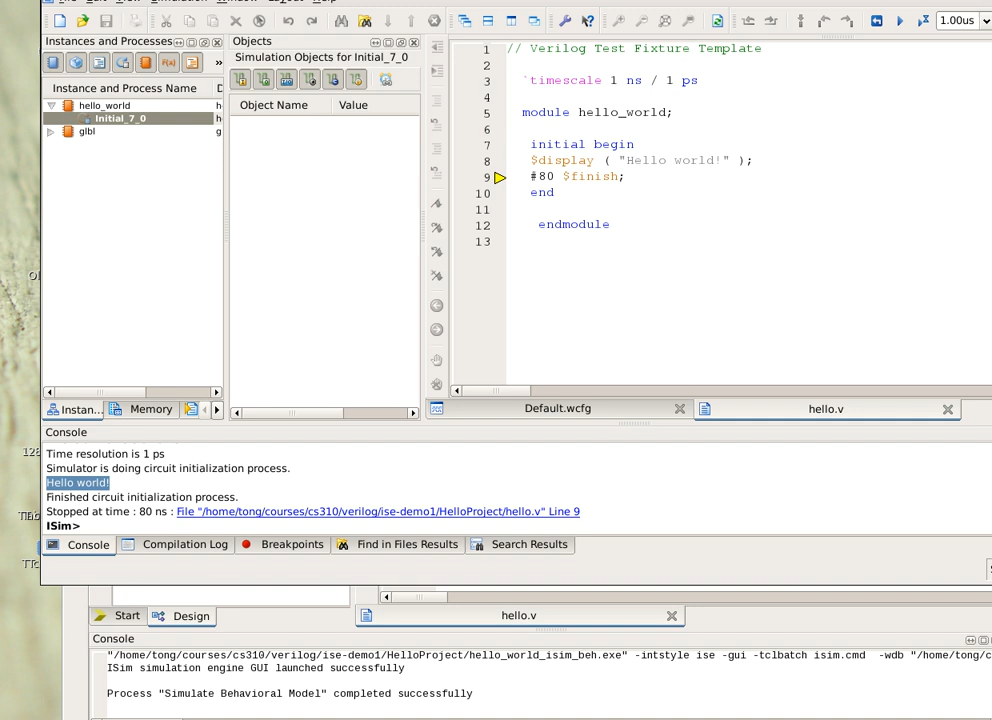 1.00us
Instances and Processes
Objects
Simulation Objects for Initial_7_0
Instance and Process Name
Object Name Value
hello_world
Initial_7_0
glbl
1 // Verilog Test Fixture Template
2
3 `timescale 1 ns / 1 ps
4
5 module hello_world;
6
7 initial begin
8 $display ( "Hello world!" );
9 #80 $finish;
10 end
11
12 endmodule
13
Instan... Memory
Default.wcfg hello.v
Console
Time resolution is 1 ps
Simulator is doing circuit initialization process.
Hello world!
Finished circuit initialization process.
Stopped at time : 80 ns : File "/home/tong/courses/cs310/verilog/ise-demo1/HelloProject/hello.v" Line 9
ISim>
Console Compilation Log Breakpoints Find in Files Results Search Results
Start Design hello.v
Console
"/home/tong/courses/cs310/verilog/ise-demo1/HelloProject/hello_world_isim_beh.exe" -intstyle ise -gui -tclbatch isim.cmd -wdb "/home/tong/c
ISim simulation engine GUI launched successfully
Process "Simulate Behavioral Model" completed successfully